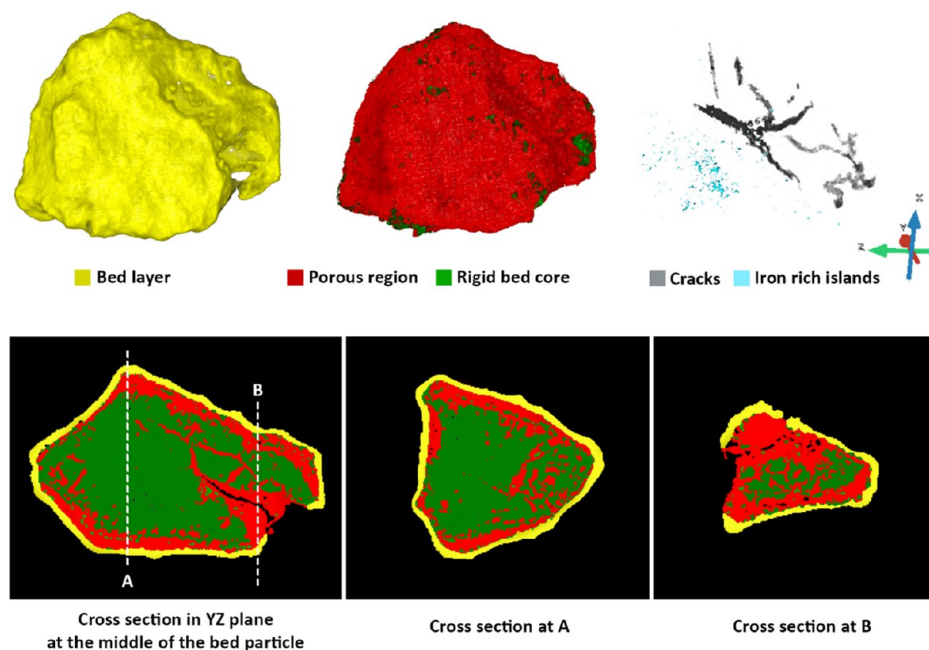 X
Y
Z
Bed layer
Porous region
Rigid bed core
Cracks
Iron rich islands
B
A
Cross section in YZ plane
at the middle of the bed particle
Cross section at A
Cross section at B